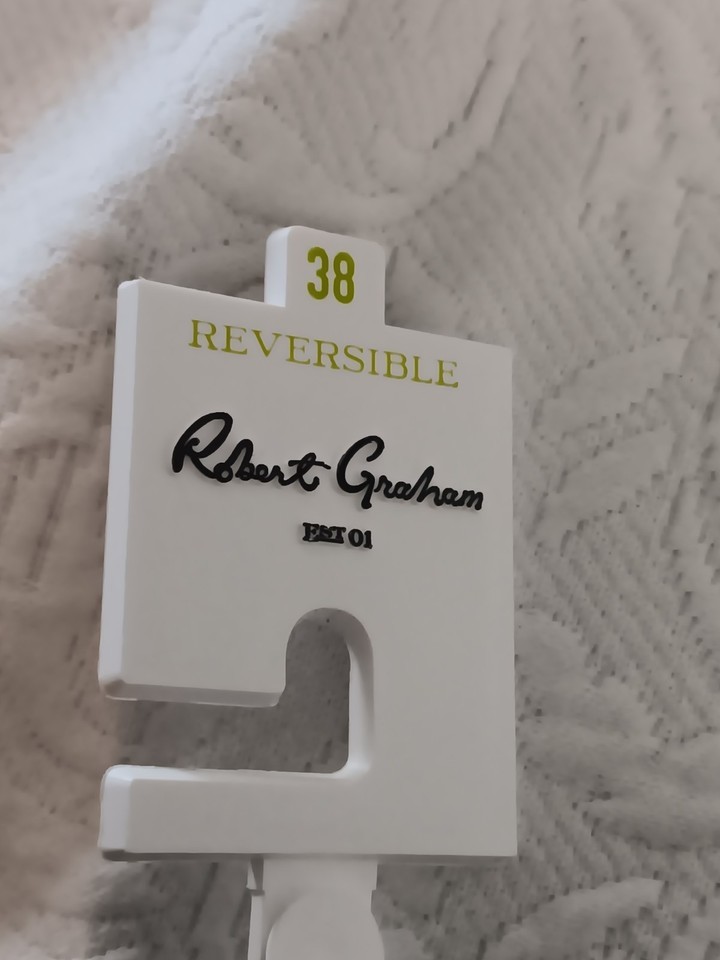 38
REVERSIBLE
Robert Graham
EST 01